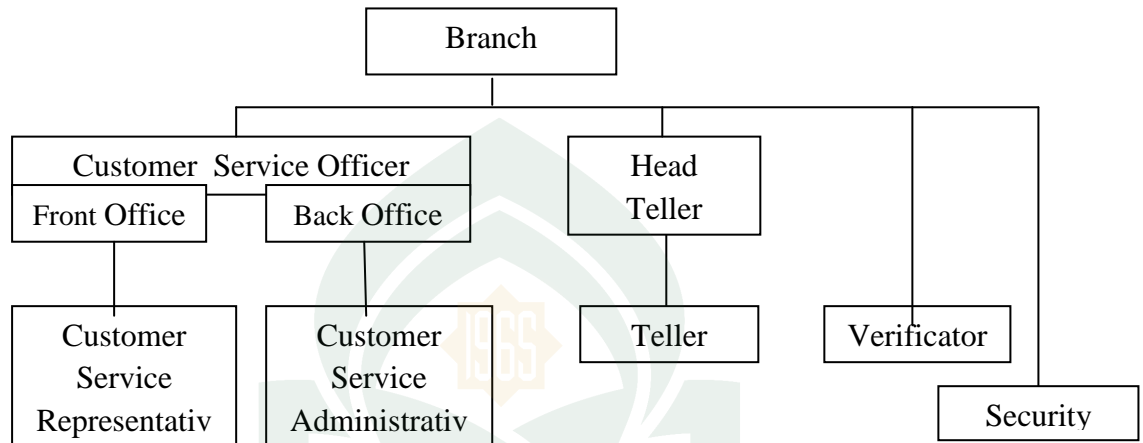 Branch
Customer Service Officer
Front Office
Back Office
Head
Teller
Customer
Service
Representativ
Customer
Service
Administrativ
Teller
Verificator
Security
1965